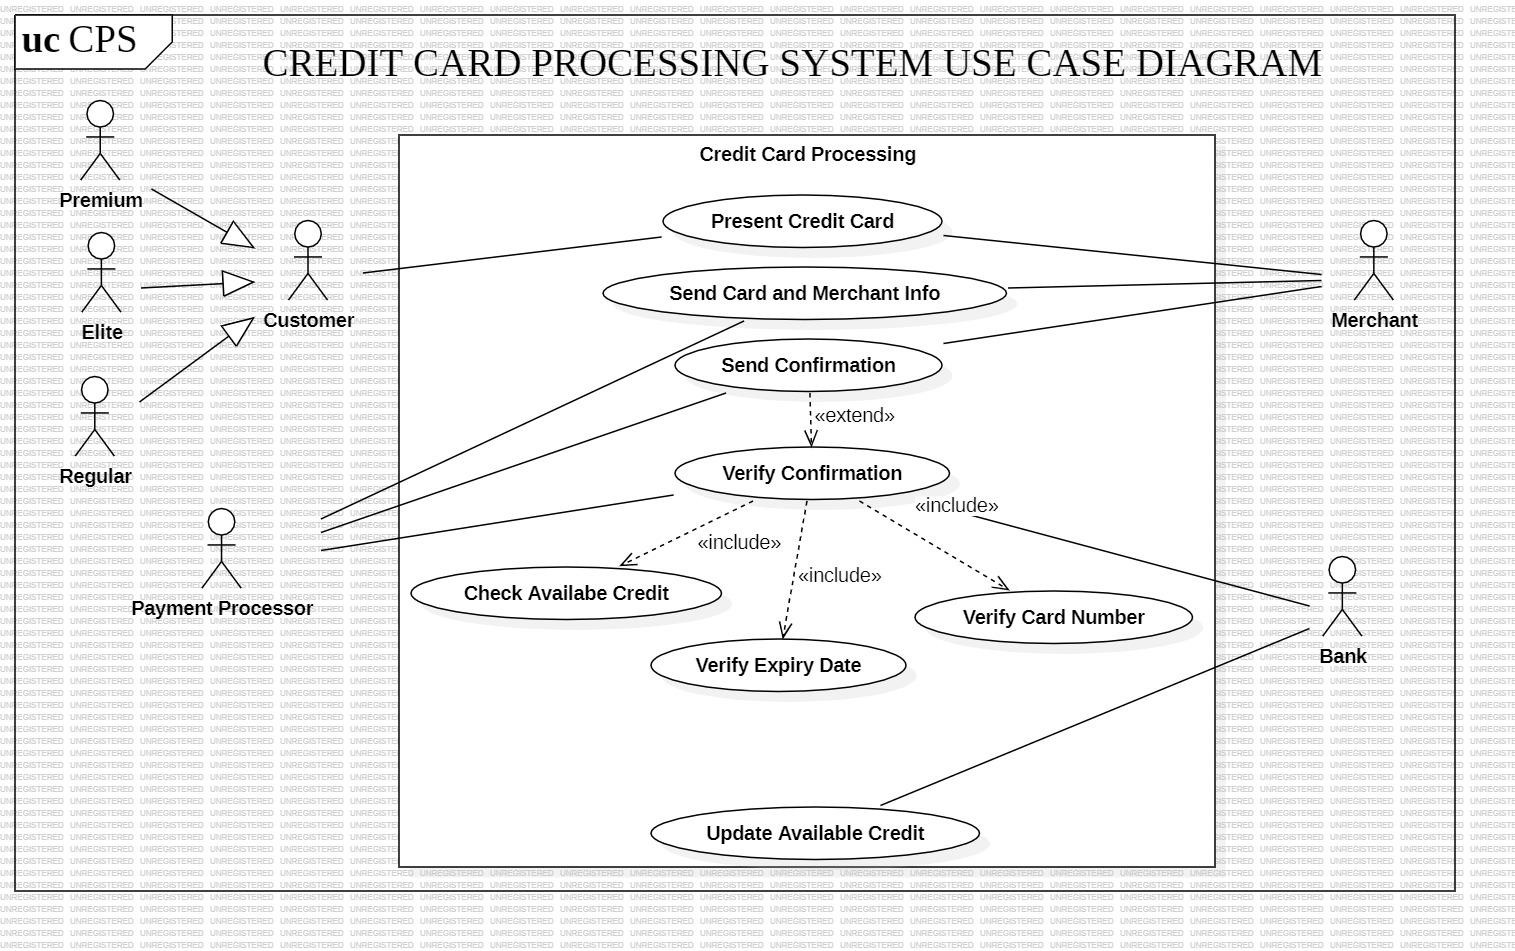 uc CPS
CREDIT CARD PROCESSING SYSTEM USE CASE DIAGRAM
Credit Card Processing
Premium
Present Credit Card
Send Card and Merchant Info
Elite
Customer
Merchant
Send Confirmation
«extend»
Regular
Verify Confirmation
«include»
«include»
«include»
Check Availabe Credit
Payment Processor
Verify Card Number
Verify Expiry Date
Bank
Update Available Credit
UNREGISTERED